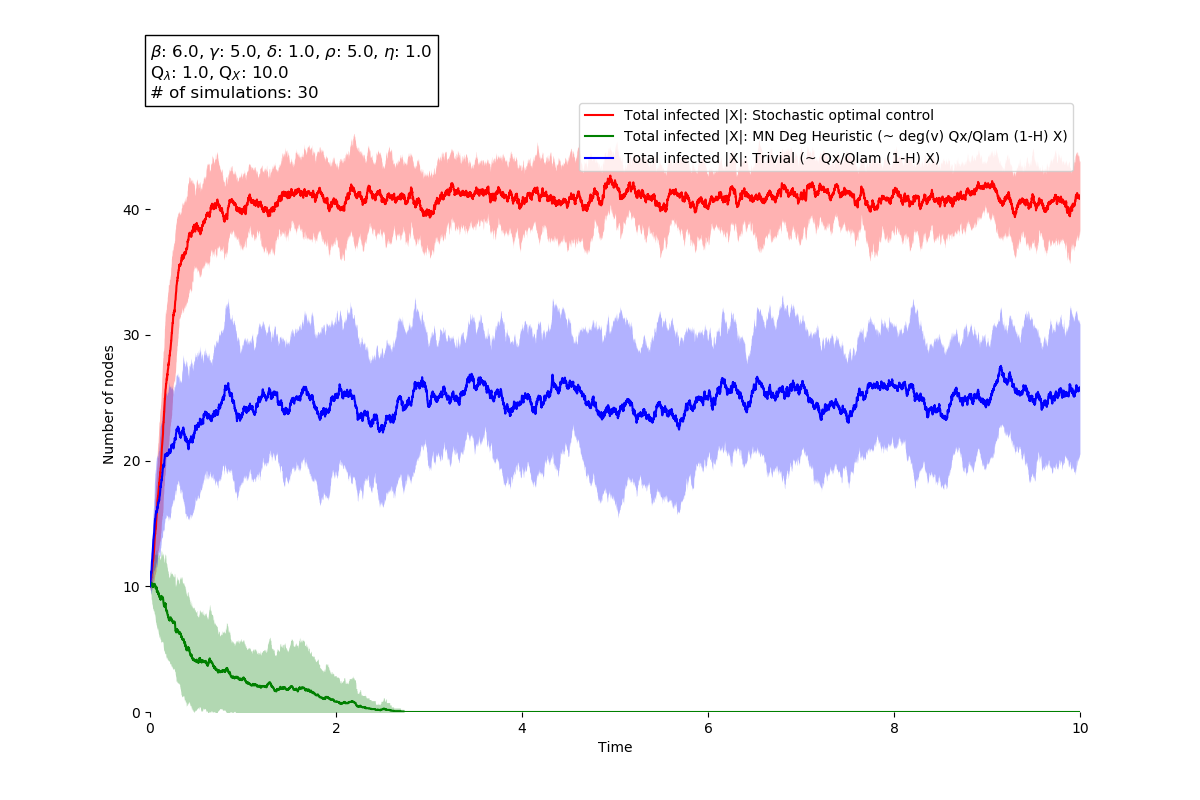 β: 6.0, γ: 5.0, δ: 1.0, ρ: 5.0, η: 1.0
Qλ: 1.0, QX: 10.0
# of simulations: 30
Total infected |X|: Stochastic optimal control
Total infected |X|: MN Deg Heuristic (~ deg(v) Qx/Qlam (1-H) X)
Total infected |X|: Trivial (~ Qx/Qlam (1-H) X)
40
30
20
10
0
Number of nodes
0 2 4 6 8 10
Time